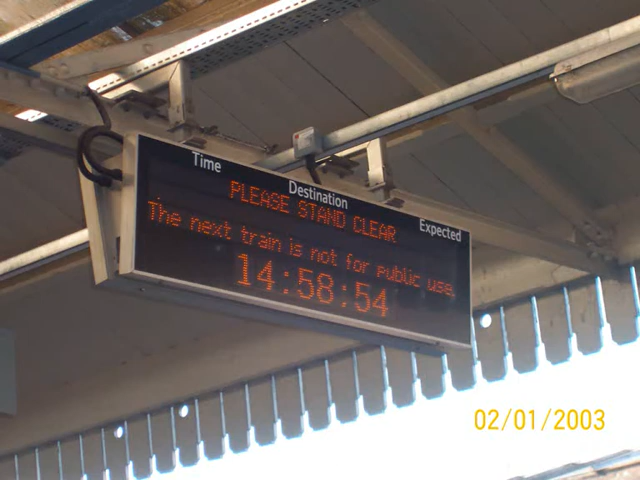 Time Destination Expected
PLEASE STAND CLEAR
The next train is not for public use.
14:58:54
02/01/2003